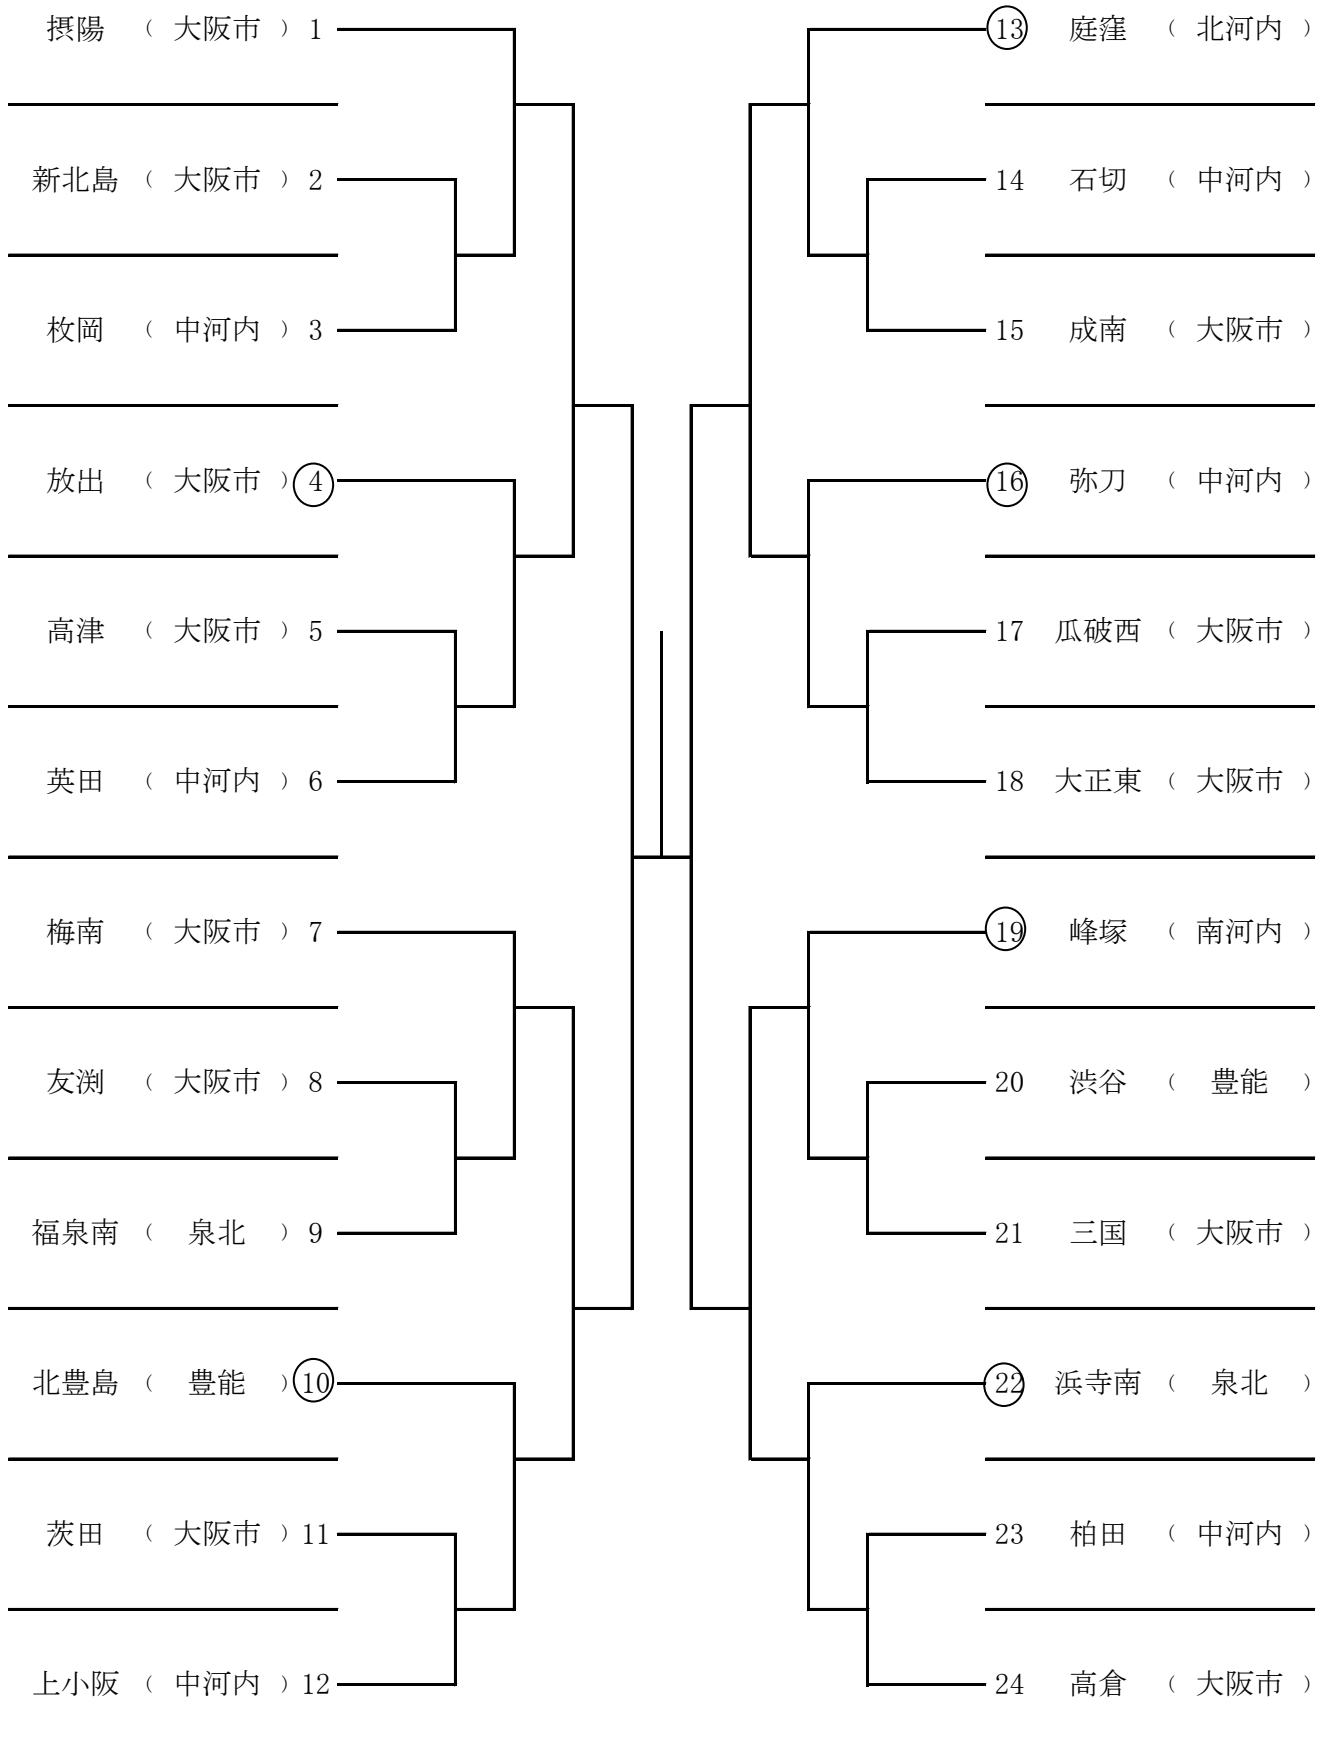 摂陽 （ 大阪市 ） 1
新北島 （ 大阪市 ） 2
枚岡 （ 中河内 ） 3
放出 （ 大阪市 ） 4
高津 （ 大阪市 ） 5
英田 （ 中河内 ） 6
梅南 （ 大阪市 ） 7
友渕 （ 大阪市 ） 8
福泉南 （ 泉北 ） 9
北豊島 （ 豊能 ） 10
茨田 （ 大阪市 ） 11
上小阪 （ 中河内 ） 12
13 庭窪 （ 北河内 ）
14 石切 （ 中河内 ）
15 成南 （ 大阪市 ）
16 弥刀 （ 中河内 ）
17 瓜破西 （ 大阪市 ）
18 大正東 （ 大阪市 ）
19 峰塚 （ 南河内 ）
20 渋谷 （ 豊能 ）
21 三国 （ 大阪市 ）
22 浜寺南 （ 泉北 ）
23 柏田 （ 中河内 ）
24 高倉 （ 大阪市 ）